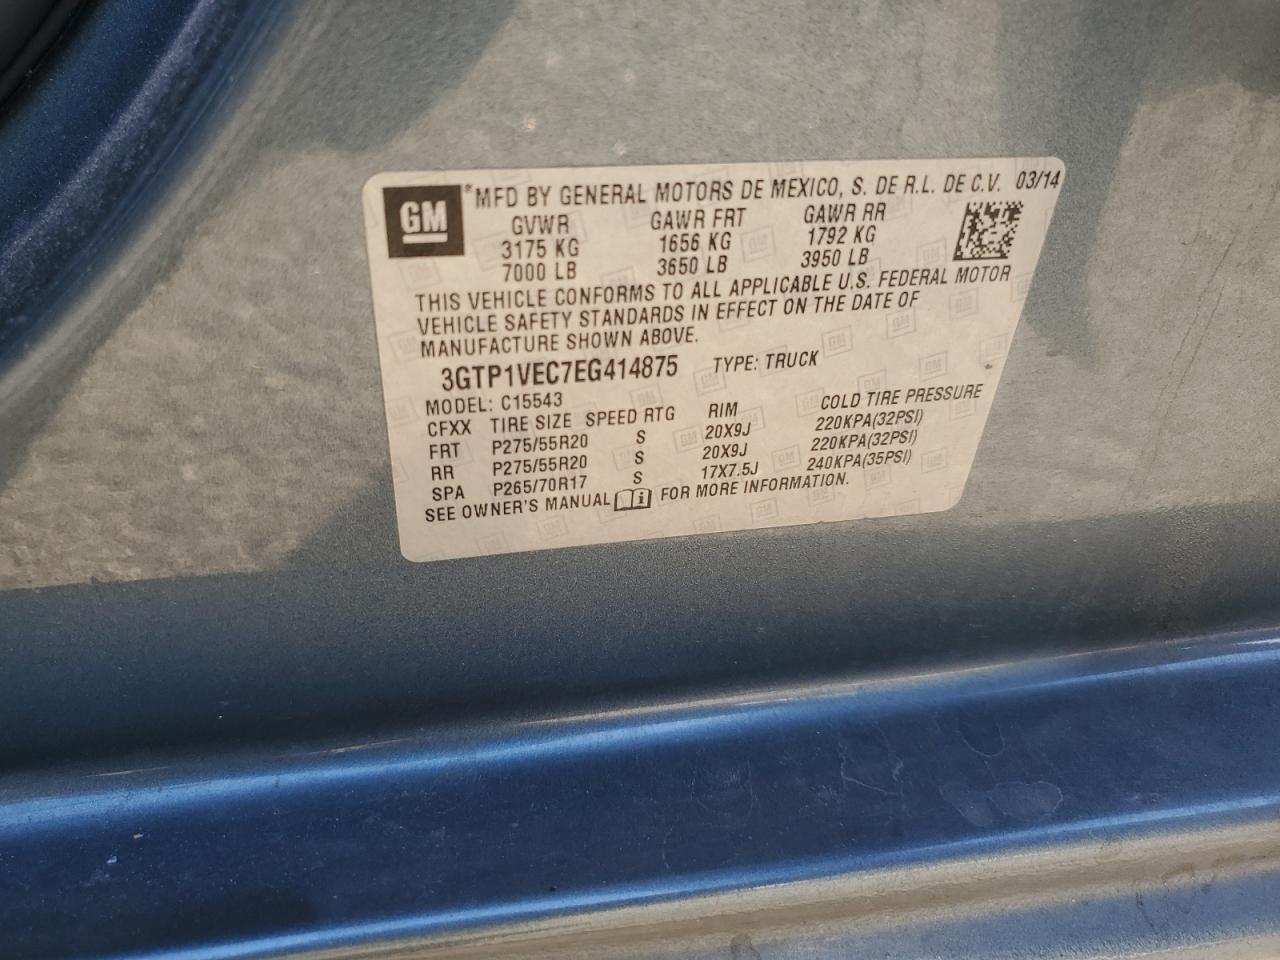 GM
*MFD BY GENERAL MOTORS DE MEXICO, S. DE R.L. DE C.V. 03/14
GVWR GAWR FRT GAWR RR
3175 KG 1656 KG 1792 KG
7000 LB 3650 LB 3950 LB
THIS VEHICLE CONFORMS TO ALL APPLICABLE U.S. FEDERAL MOTOR
VEHICLE SAFETY STANDARDS IN EFFECT ON THE DATE OF
MANUFACTURE SHOWN ABOVE.
3GTP1VEC7EG414875 TYPE: TRUCK
MODEL: C15543
CFXX TIRE SIZE SPEED RTG RIM COLD TIRE PRESSURE
FRT P275/55R20 S 20X9J 220KPA(32PSI)
RR P275/55R20 S 20X9J 220KPA(32PSI)
SPA P265/70R17 S 17X7.5J 240KPA(35PSI)
SEE OWNER'S MANUAL i FOR MORE INFORMATION.